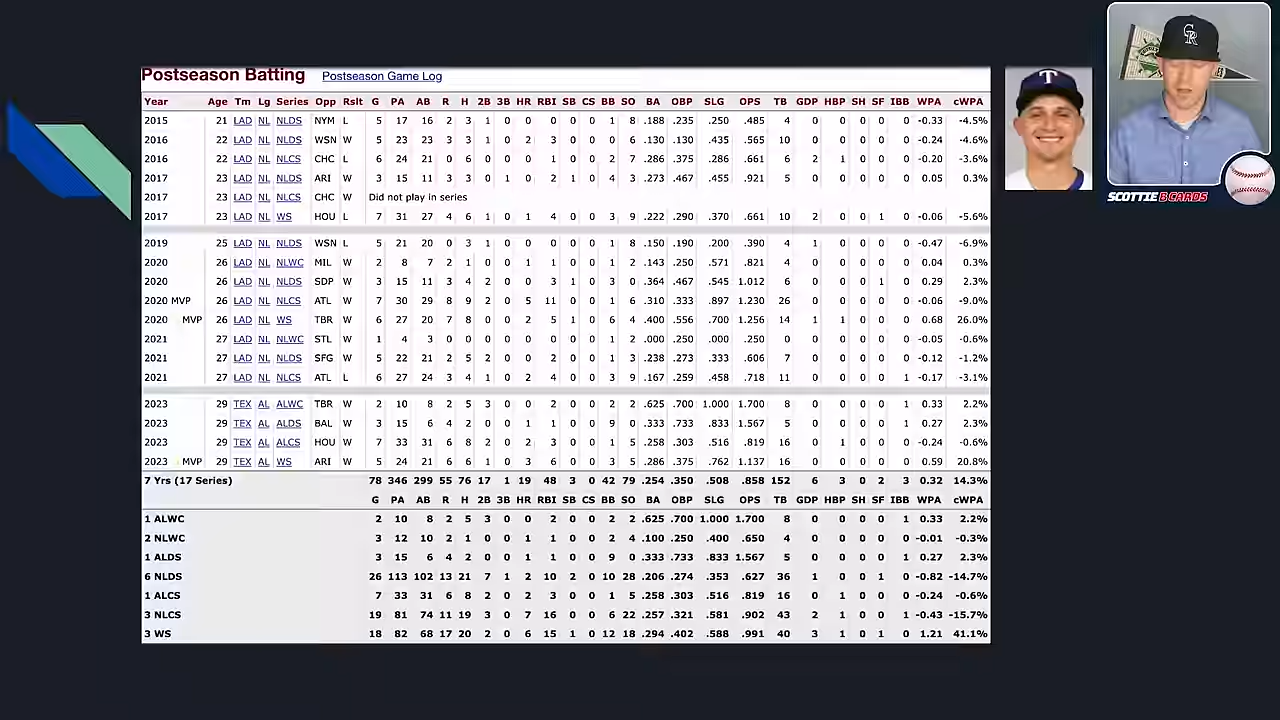 Postseason Batting Postseason Game Log
Year Age Tm Lg Series Opp Rslt G PA AB R H 2B 3B HR RBI SB CS BB SO BA OBP SLG OPS TB GDP HBP SH SF IBB WPA cWPA
2015 21 LAD NL NLDS NYM L 5 17 16 2 3 1 0 0 0 0 0 1 6 .188 .235 .250 .485 4 0 0 0 0 0 -0.33 -4.5%
2016 22 LAD NL NLDS WSN W 5 23 23 3 3 1 0 2 3 0 0 0 5 .130 .130 .435 .565 10 0 0 0 0 0 -0.24 -4.6%
2016 22 LAD NL NLCS CHC L 6 24 21 0 6 0 0 0 1 0 0 2 7 .286 .375 .286 .661 6 2 1 0 0 0 -0.20 -3.6%
2017 23 LAD NL NLDS ARI W 3 15 11 3 3 0 1 0 2 1 0 4 3 .273 .467 .455 .921 5 0 0 0 0 0 0.05 0.3%
2017 23 LAD NL NLCS CHC W Did not play in series
2017 23 LAD NL WS HOU L 7 31 27 4 6 1 0 1 4 0 0 3 9 .222 .290 .370 .661 10 2 0 0 1 0 -0.06 -5.6%
2019 25 LAD NL NLDS WSN L 5 21 20 0 3 1 0 0 0 0 0 1 8 .150 .190 .200 .390 4 1 0 0 0 0 -0.47 -6.9%
2020 26 LAD NL NLWC MIL W 2 8 7 2 1 0 0 1 1 0 0 1 2 .143 .250 .571 .821 4 0 0 0 0 0 0.04 0.3%
2020 26 LAD NL NLDS SDP W 3 15 11 3 4 2 0 0 3 1 0 3 0 .364 .467 .545 1.012 6 0 0 0 1 0 0.29 2.3%
2020 MVP 26 LAD NL NLCS ATL W 7 30 29 8 9 2 0 5 11 0 0 1 6 .310 .333 .897 1.230 26 0 0 0 0 0 -0.06 -9.0%
2020 MVP 26 LAD NL WS TBR W 6 27 20 7 8 0 0 2 5 1 0 6 4 .400 .556 .700 1.256 14 1 1 0 0 0 0.68 26.0%
2021 27 LAD NL NLWC STL W 1 4 3 0 0 0 0 0 0 0 0 1 2 .000 .250 .000 .250 0 0 0 0 0 0 -0.05 -0.6%
2021 27 LAD NL NLDS SFG W 5 22 21 2 5 2 0 0 2 0 0 1 3 .238 .273 .333 .606 7 0 0 0 0 0 -0.12 -1.2%
2021 27 LAD NL NLCS ATL L 6 27 24 3 4 1 0 2 4 0 0 3 9 .167 .259 .458 .718 11 0 0 0 0 1 -0.17 -3.1%
2023 29 TEX AL ALWC TBR W 2 10 8 2 5 3 0 0 2 0 0 2 2 .625 .700 1.000 1.700 8 0 0 0 0 1 0.33 2.2%
2023 29 TEX AL ALDS BAL W 3 15 6 4 2 0 0 1 1 0 0 9 0 .333 .733 .833 1.567 5 0 0 0 0 1 0.27 2.3%
2023 29 TEX AL ALCS HOU W 7 33 31 6 8 2 0 2 3 0 0 1 5 .258 .303 .516 .819 16 0 1 0 0 0 -0.24 -0.6%
2023 MVP 29 TEX AL WS ARI W 5 24 21 6 6 1 0 3 6 0 0 3 5 .286 .375 .762 1.137 16 0 0 0 0 0 0.59 20.8%
7 Yrs (17 Series) 78 346 299 55 76 17 1 19 48 3 0 42 79 .254 .350 .508 .858 152 6 3 0 2 3 0.32 14.3%
G PA AB R H 2B 3B HR RBI SB CS BB SO BA OBP SLG OPS TB GDP HBP SH SF IBB WPA cWPA
1 ALWC 2 10 8 2 5 3 0 0 2 0 0 2 2 .625 .700 1.000 1.700 8 0 0 0 0 1 0.33 2.2%
2 NLWC 3 12 10 2 1 0 0 1 1 0 0 2 4 .100 .250 .400 .650 4 0 0 0 0 0 -0.01 -0.3%
1 ALDS 3 15 6 4 2 0 0 1 1 0 0 9 0 .333 .733 .833 1.567 5 0 0 0 0 1 0.27 2.3%
6 NLDS 26 113 102 13 21 7 1 2 10 2 0 10 28 .206 .274 .353 .627 36 1 0 0 1 0 -0.82 -14.7%
1 ALCS 7 33 31 6 8 2 0 2 3 0 0 1 5 .258 .303 .516 .819 16 0 1 0 0 0 -0.24 -0.6%
3 NLCS 19 81 74 11 19 3 0 7 16 0 0 6 22 .257 .321 .581 .902 43 2 1 0 0 1 -0.43 -15.7%
3 WS 18 82 68 17 20 2 0 6 15 1 0 12 18 .294 .402 .588 .991 40 3 1 0 1 0 1.21 41.1%
T
GR
SCOTTIE B CARDS